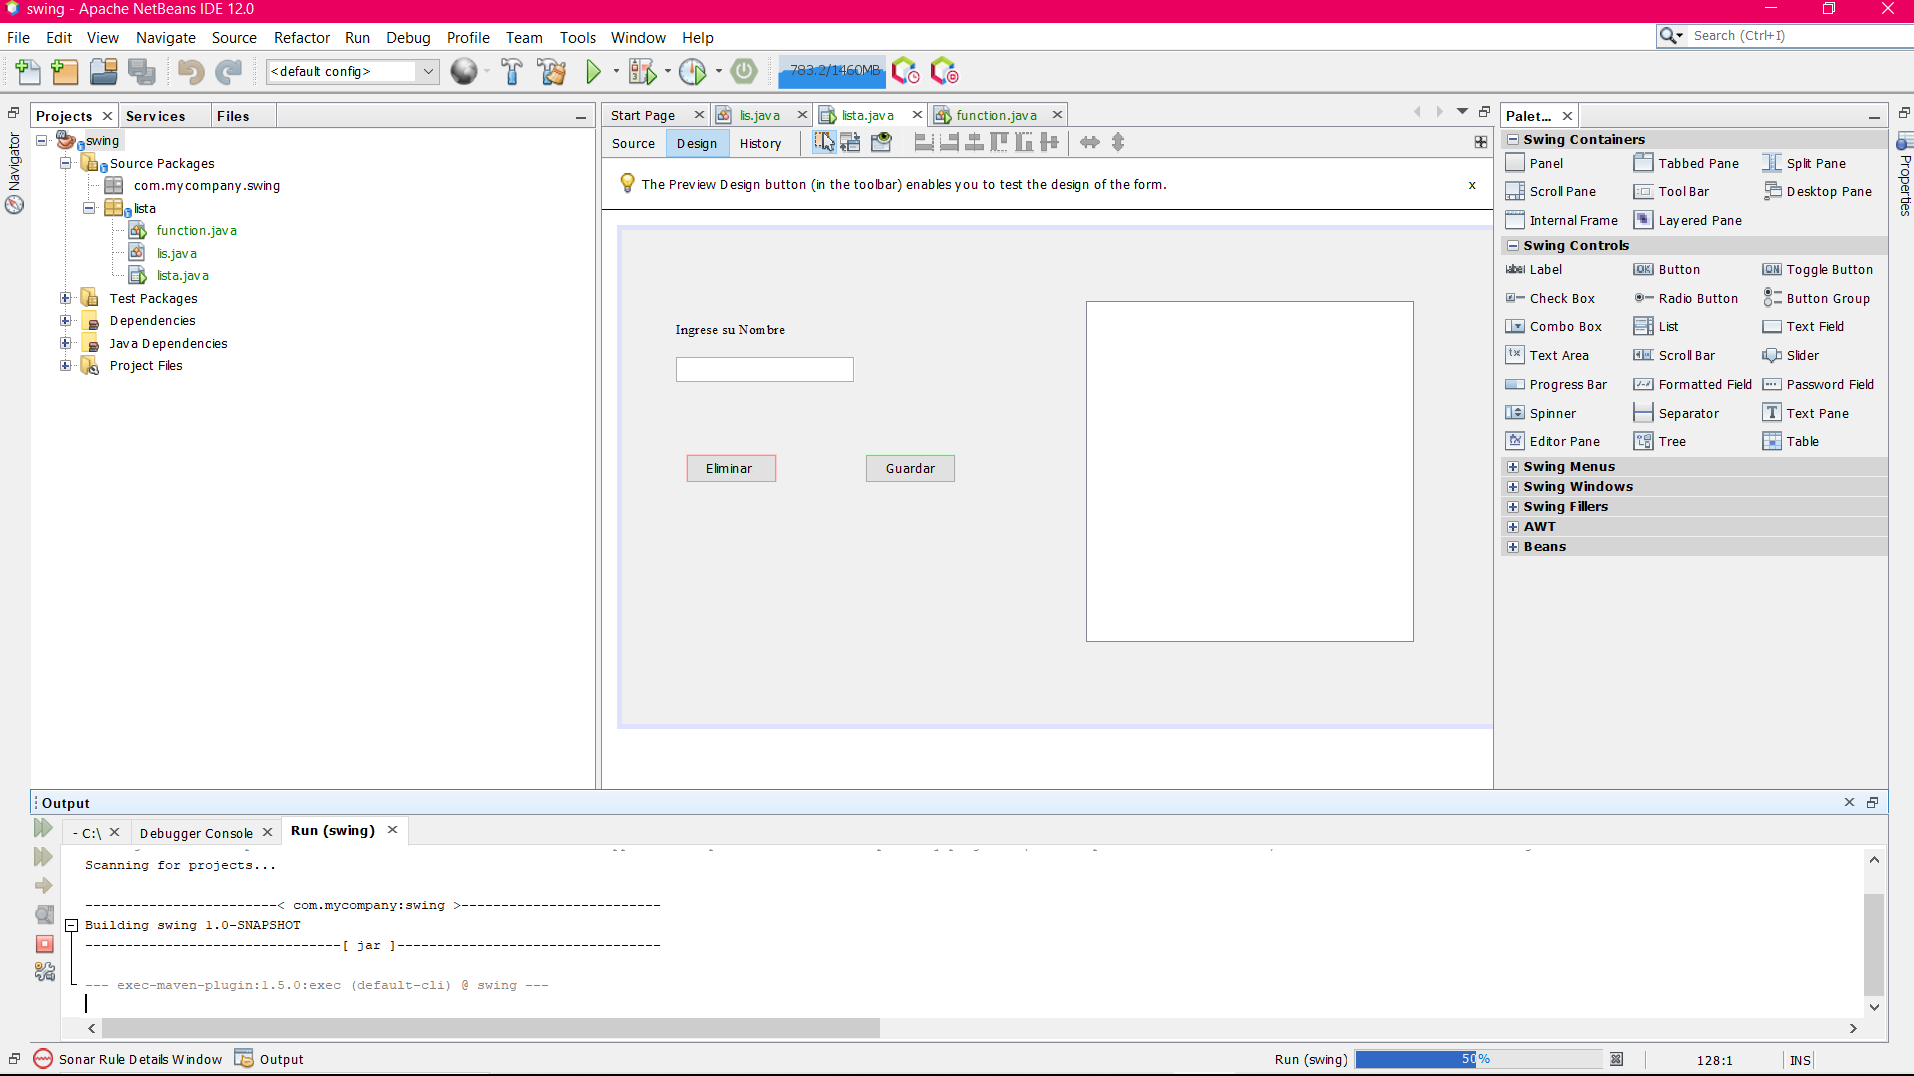 swing - Apache NetBeans IDE 12.0
File Edit View Navigate Source Refactor Run Debug Profile Team Tools Window Help
Search (Ctrl+I)
<default config>
783.2/1460MB
Projects Services Files
Navigator
swing
Source Packages
com.mycompany.swing
lista
function.java
lis.java
lista.java
Test Packages
Dependencies
Java Dependencies
Project Files
Start Page lis.java lista.java function.java
Source Design History
The Preview Design button (in the toolbar) enables you to test the design of the form.
x
Ingrese su Nombre
Eliminar Guardar
Palet...
Properties
Swing Containers
Panel Tabbed Pane Split Pane
Scroll Pane Tool Bar Desktop Pane
Internal Frame Layered Pane
Swing Controls
label Label OK Button ON Toggle Button
Check Box Radio Button Button Group
Combo Box List Text Field
Text Area Scroll Bar Slider
Progress Bar Formatted Field Password Field
Spinner Separator Text Pane
Editor Pane Tree Table
Swing Menus
Swing Windows
Swing Fillers
AWT
Beans
Output
- C:\ Debugger Console Run (swing)
Scanning for projects...
------------------------< com.mycompany:swing >-------------------------
Building swing 1.0-SNAPSHOT
--------------------------------[ jar ]---------------------------------
--- exec-maven-plugin:1.5.0:exec (default-cli) @ swing ---
Sonar Rule Details Window Output
Run (swing) 50% 128:1 INS